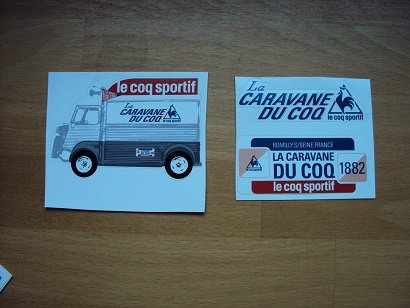 le coq sportif
La
CARAVANE
DU COQ
le coq sportif
La
CARAVANE
DU COQ
le coq sportif
ROMILLY.S/SEINE.FRANCE
LA CARAVANE
DU COQ
1882
le coq sportif